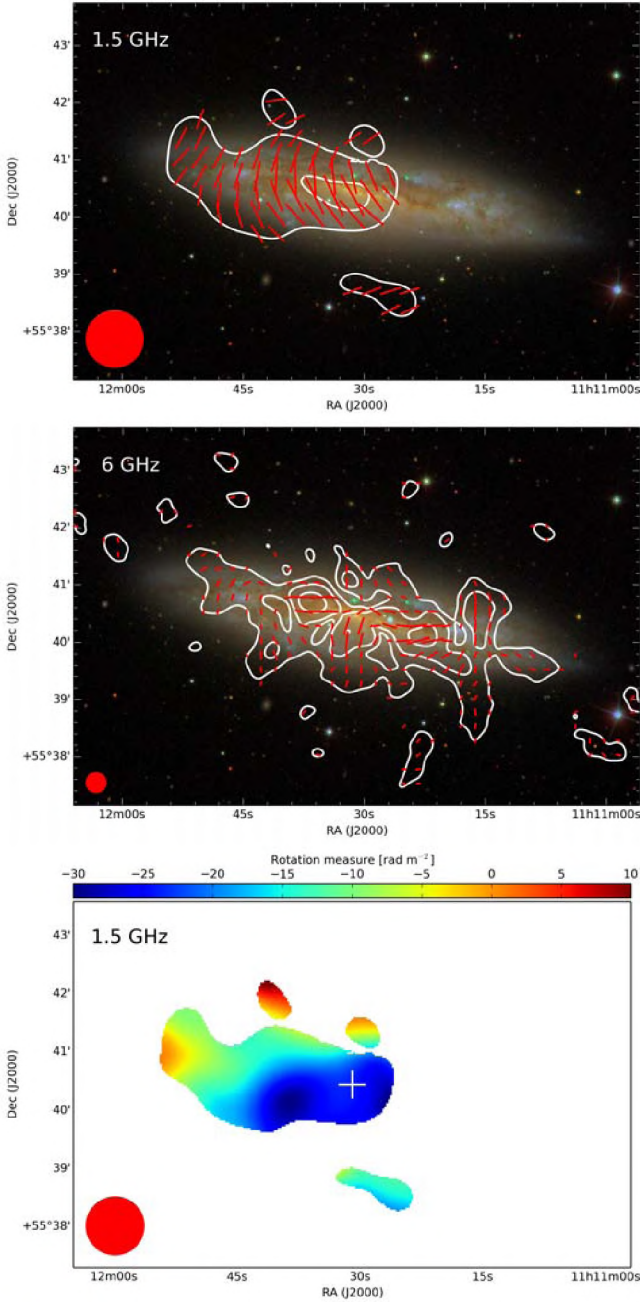 1.5 GHz
43'
42'
41'
40'
39'
+55°38'
Dec (J2000)
12m00s 45s 30s 15s 11h11m00s
RA (J2000)
6 GHz
43'
42'
41'
40'
39'
+55°38'
Dec (J2000)
12m00s 45s 30s 15s 11h11m00s
RA (J2000)
Rotation measure [rad m⁻²]
−30 −25 −20 −15 −10 −5 0 5 10
1.5 GHz
43'
42'
41'
40'
39'
+55°38'
Dec (J2000)
12m00s 45s 30s 15s 11h11m00s
RA (J2000)